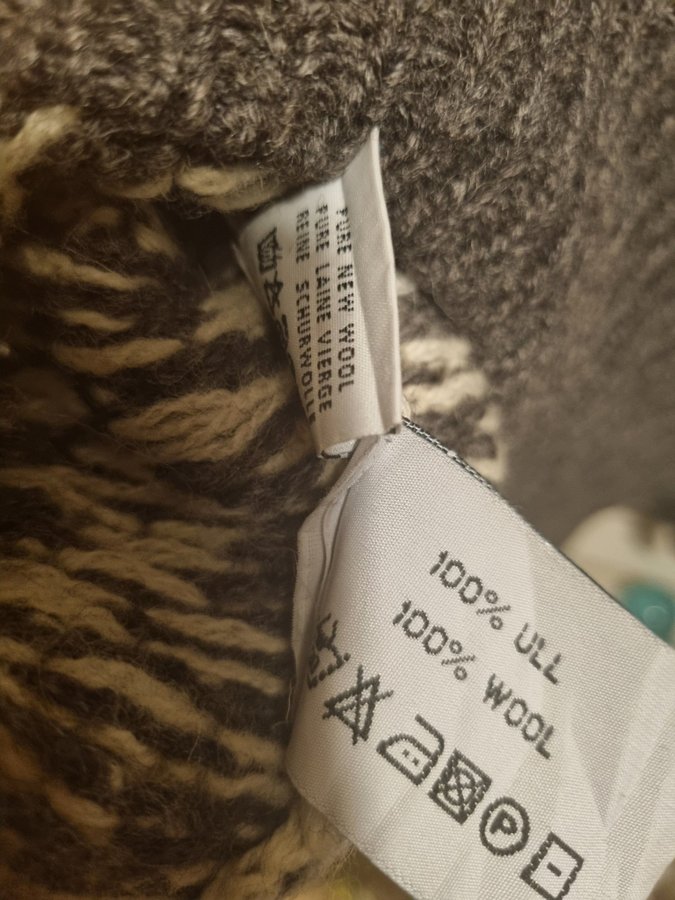 PURE NEW WOOL
PURE LAINE VIERGE
REINE SCHURWOLLE
100% ULL
100% WOOL
P